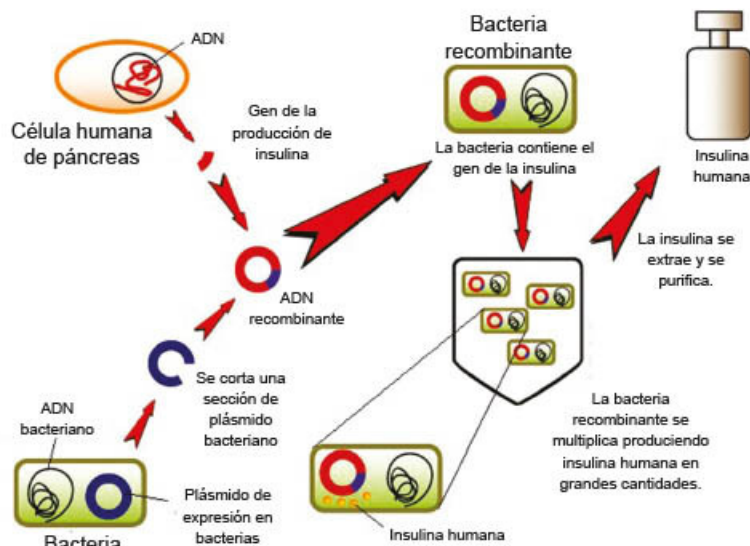 ADN
Célula humana
de páncreas
Gen de la
producción de
insulina
Bacteria
recombinante
La bacteria contiene el
gen de la insulina
Insulina
humana
La insulina se
extrae y se
purifica.
ADN
recombinante
Se corta una
sección de
plásmido
bacteriano
ADN
bacteriano
Plásmido de
expresión en
bacterias
Bacteria
La bacteria
recombinante se
multiplica produciendo
insulina humana en
grandes cantidades.
Insulina humana